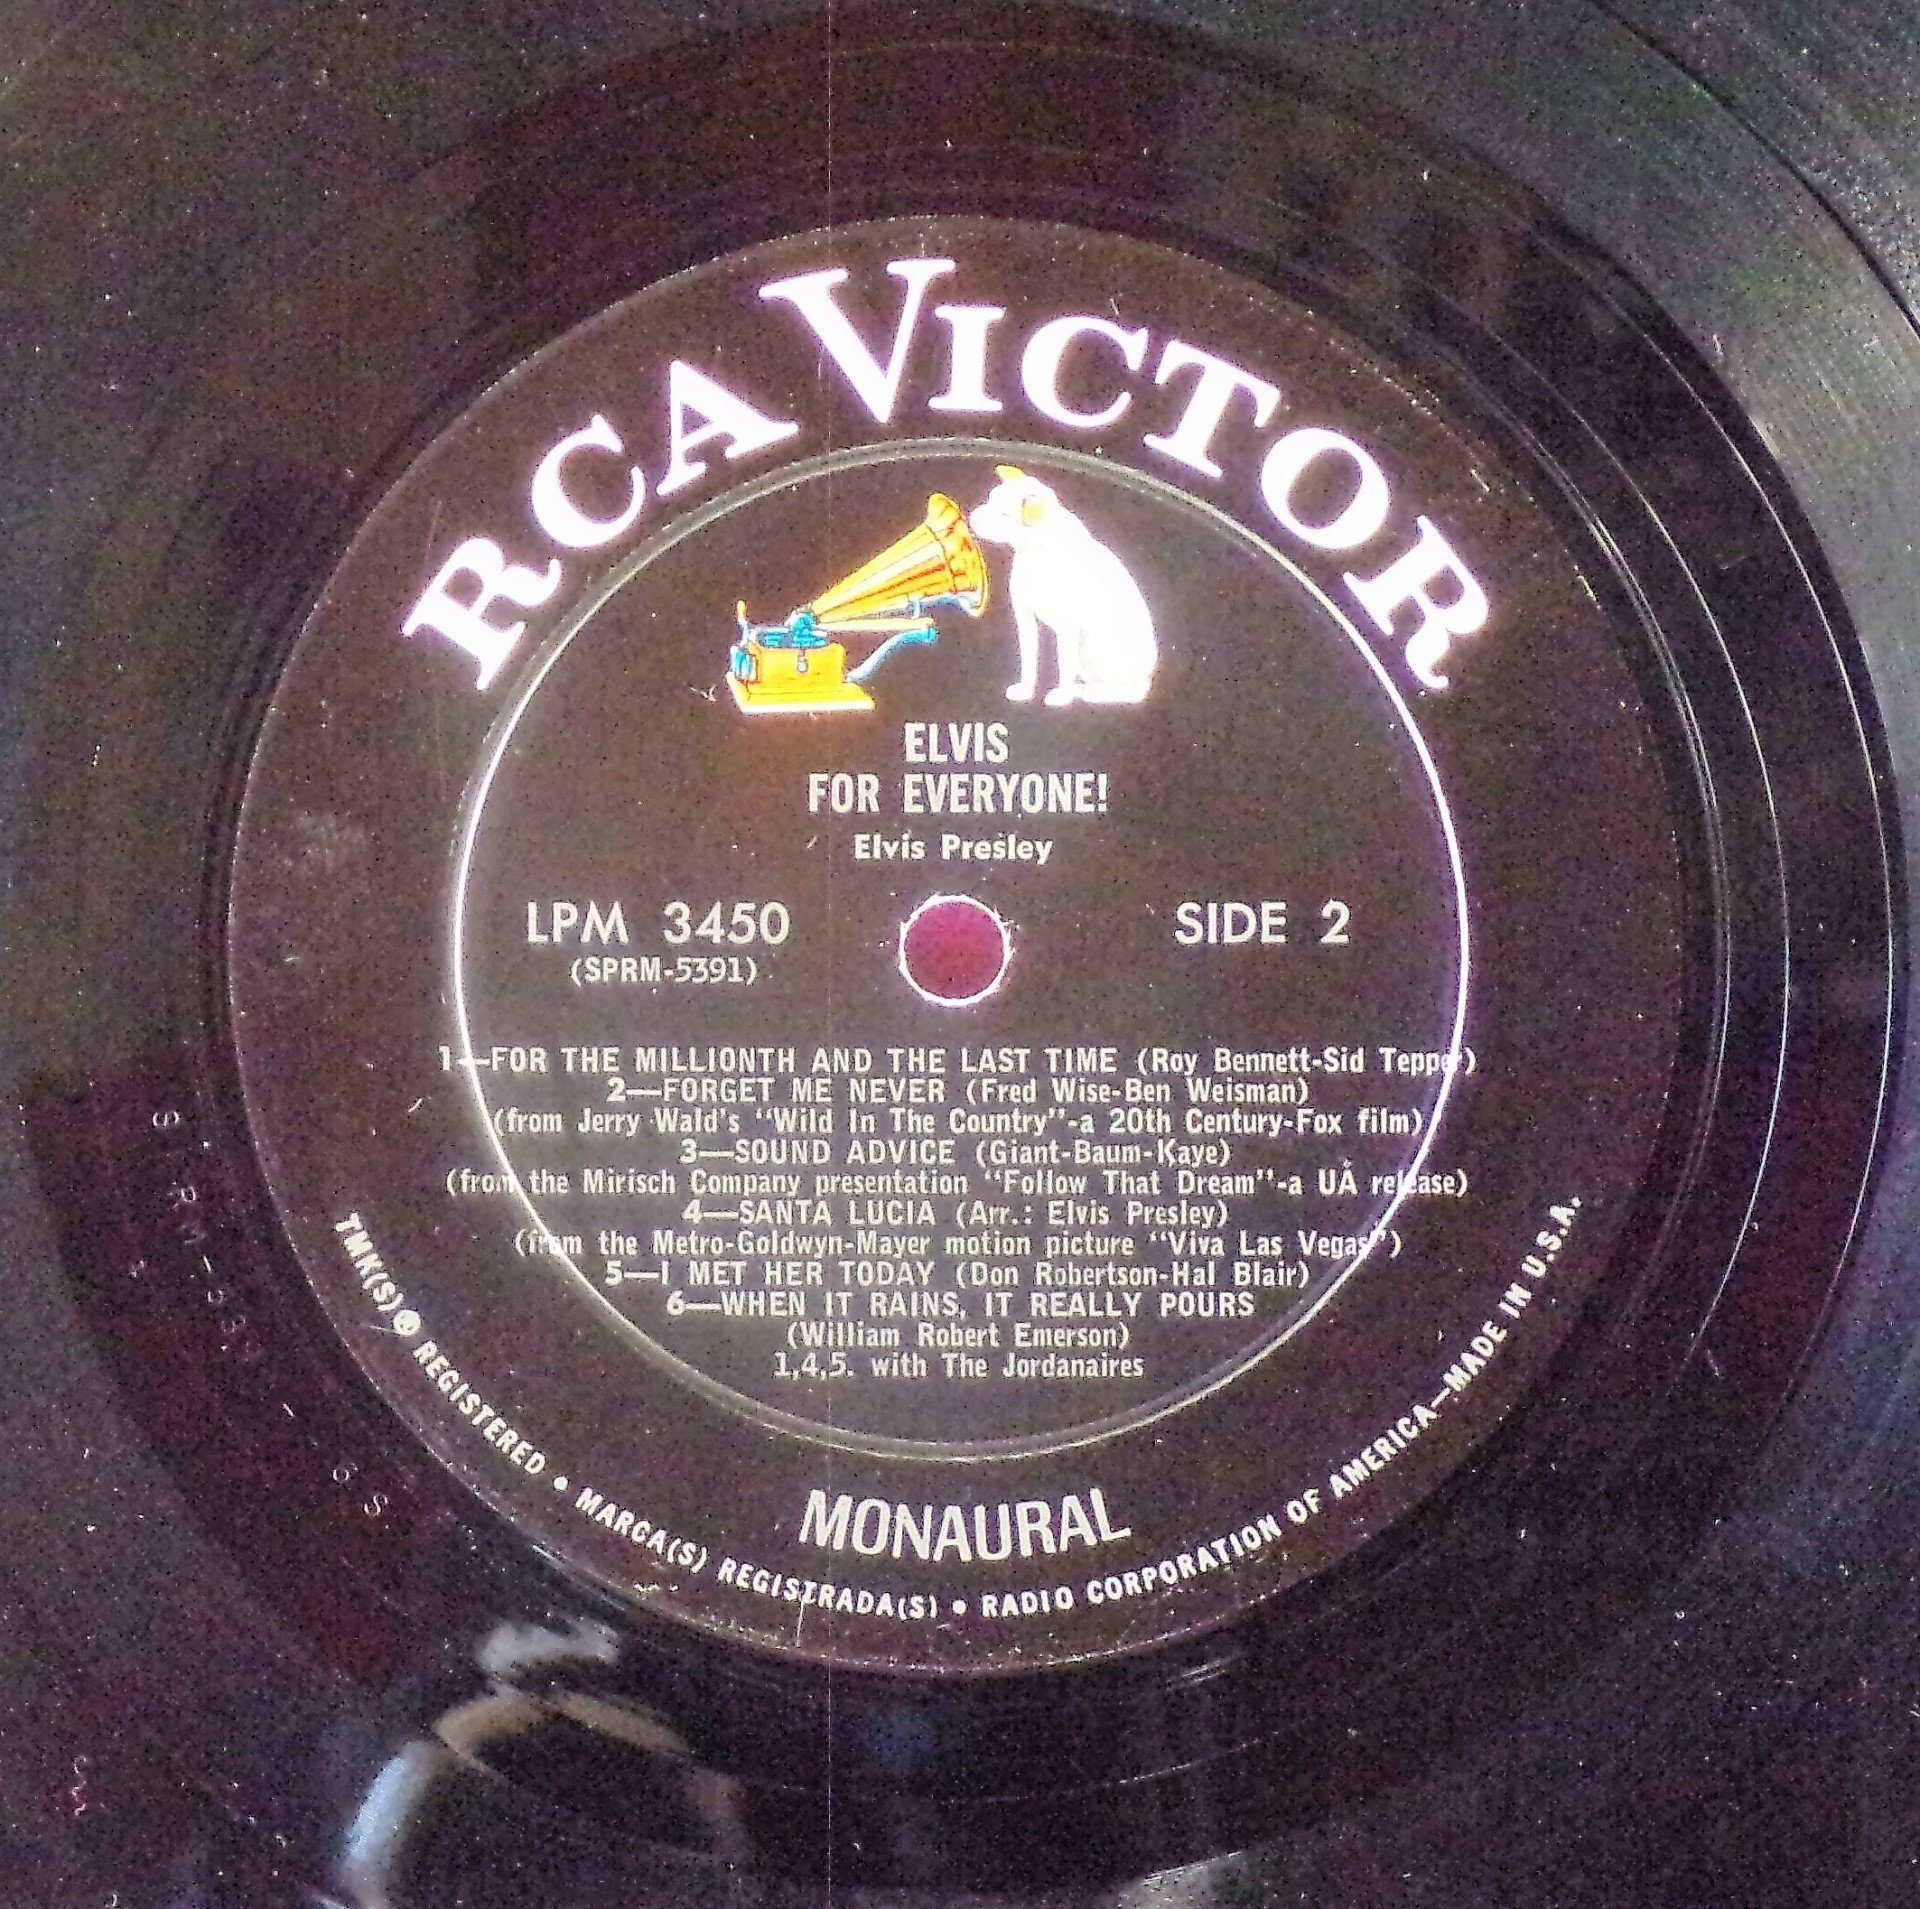 RCA VICTOR
ELVIS
FOR EVERYONE!
Elvis Presley
LPM 3450
(SPRM-5391)
SIDE 2
1—FOR THE MILLIONTH AND THE LAST TIME (Roy Bennett-Sid Tepper)
2—FORGET ME NEVER (Fred Wise-Ben Weisman)
(from Jerry Wald's "Wild In The Country"-a 20th Century-Fox film)
3—SOUND ADVICE (Giant-Baum-Kaye)
(from the Mirisch Company presentation "Follow That Dream"-a UA release)
4—SANTA LUCIA (Arr.: Elvis Presley)
(from the Metro-Goldwyn-Mayer motion picture "Viva Las Vegas")
5—I MET HER TODAY (Don Robertson-Hal Blair)
6—WHEN IT RAINS, IT REALLY POURS
(William Robert Emerson)
1,4,5. with The Jordanaires
MONAURAL
TMK(S) ® REGISTERED • MARCA(S) REGISTRADA(S) • RADIO CORPORATION OF AMERICA—MADE IN U.S.A.